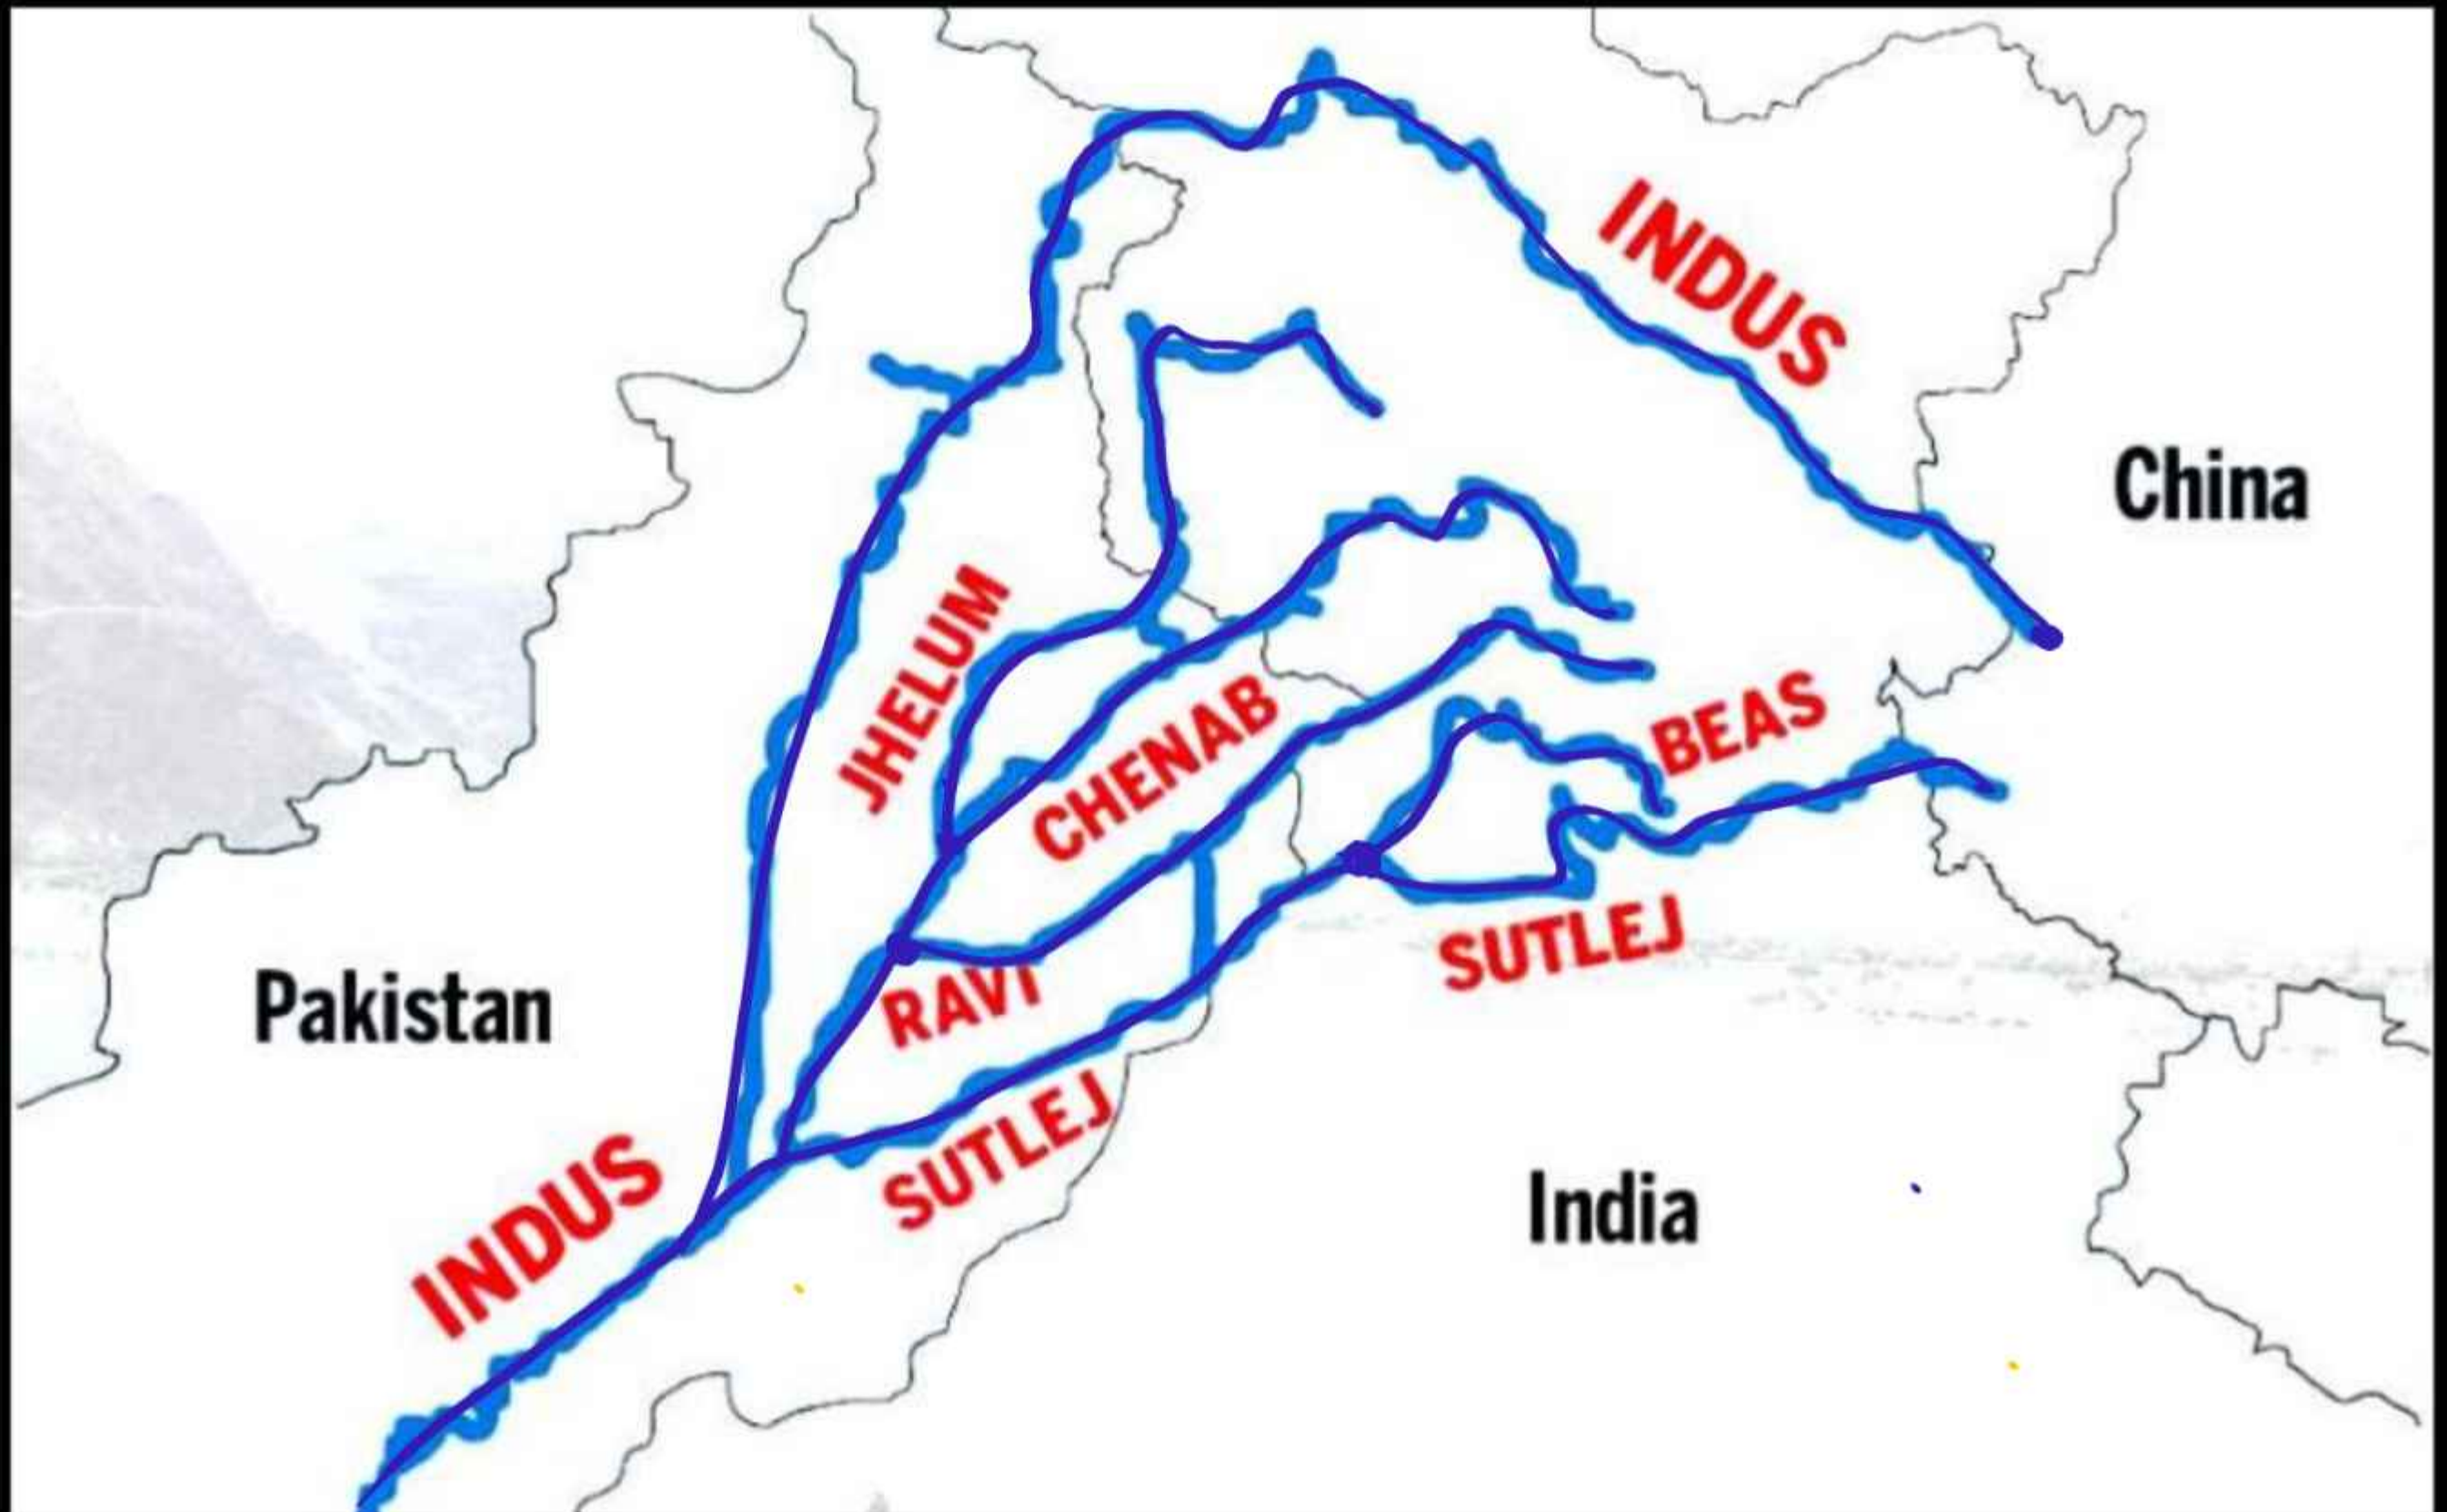 INDUS
China
JHELUM
CHENAB
BEAS
SUTLEJ
Pakistan
RAVI
SUTLEJ
INDUS
India